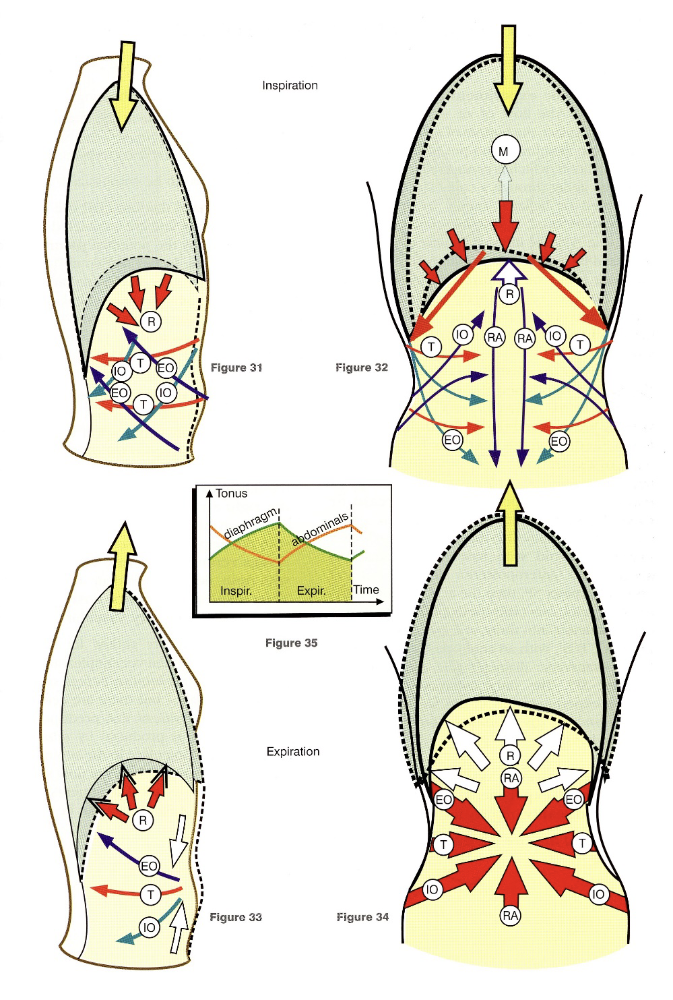 Inspiration
M
R
R
IO
T
EO
EO
T
IO
T
IO
RA
RA
IO
T
EO
EO
Figure 31
Figure 32
Tonus
diaphragm
abdominals
Inspir.
Expir.
Time
Figure 35
Expiration
R
EO
T
IO
R
RA
EO
EO
T
T
IO
IO
RA
Figure 33
Figure 34